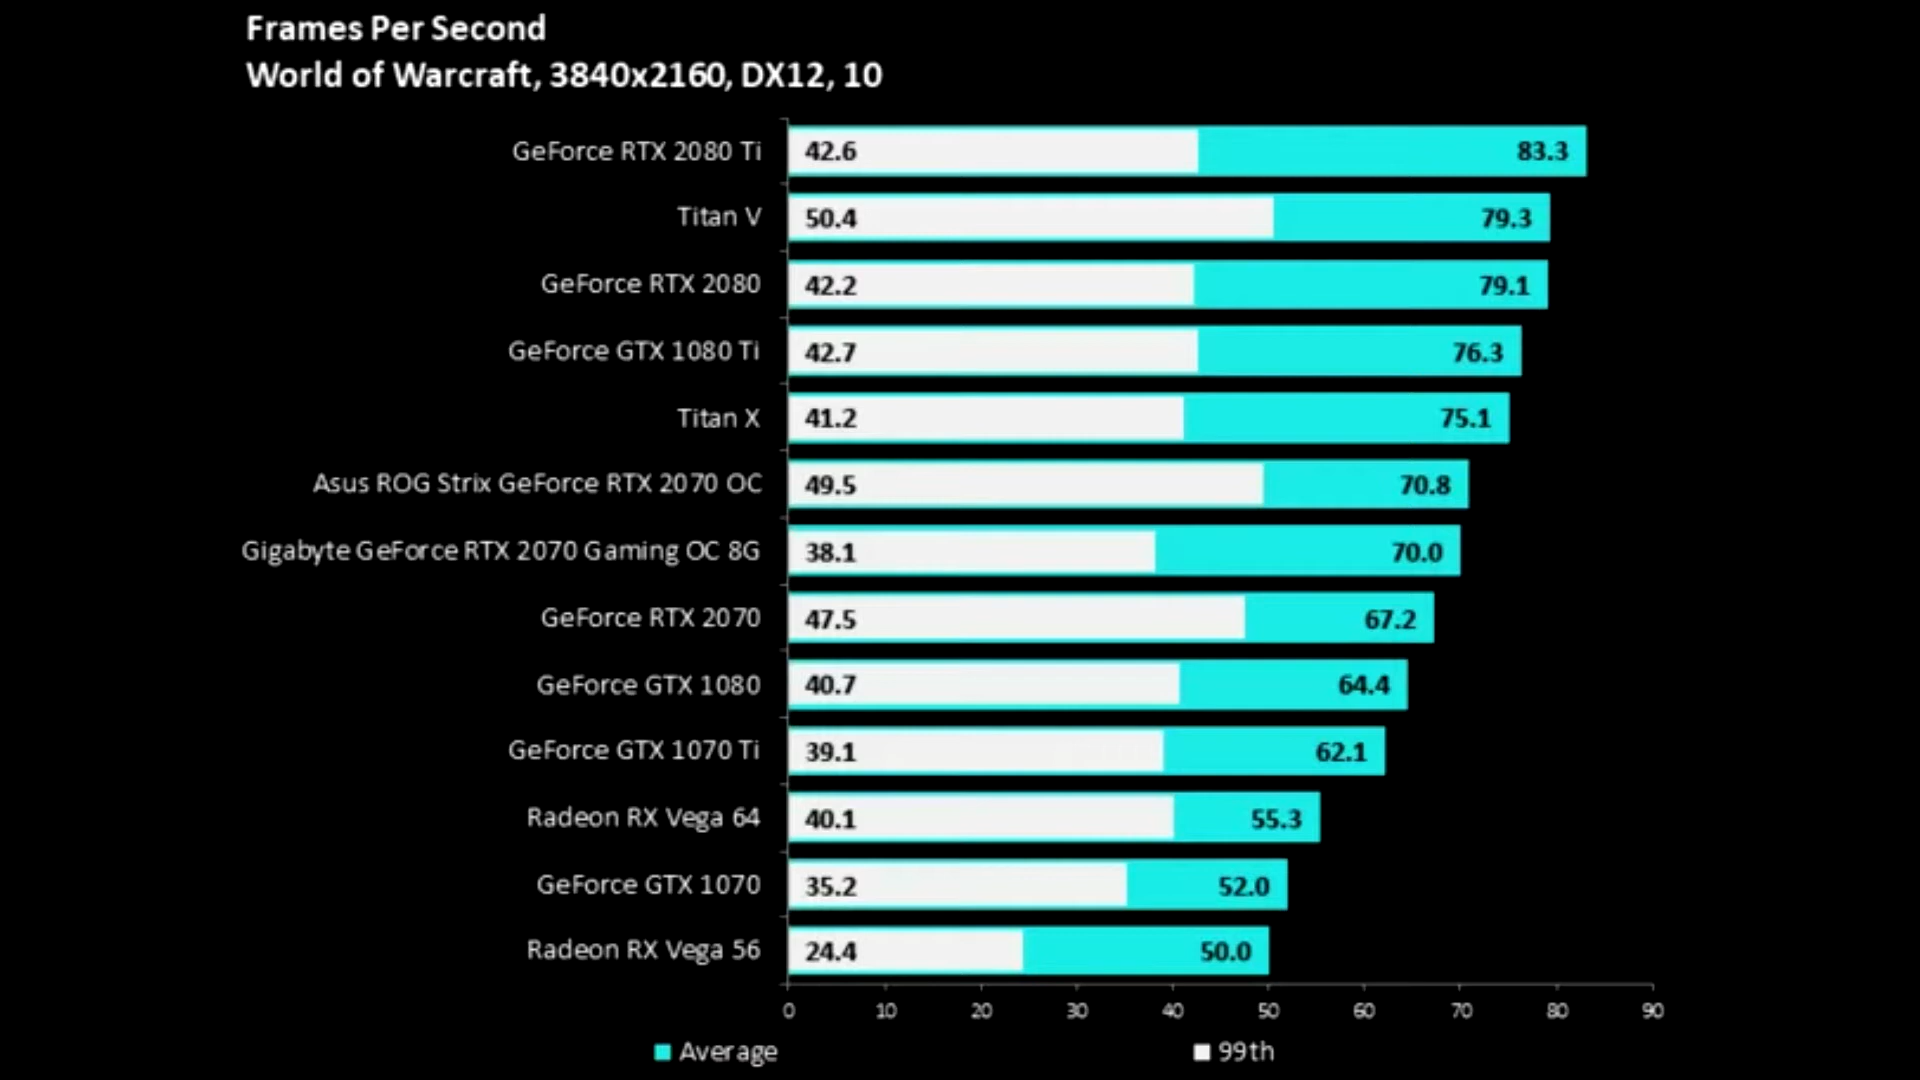 Frames Per Second
World of Warcraft, 3840x2160, DX12, 10
GeForce RTX 2080 Ti 42.6 83.3
Titan V 50.4 79.3
GeForce RTX 2080 42.2 79.1
GeForce GTX 1080 Ti 42.7 76.3
Titan X 41.2 75.1
Asus ROG Strix GeForce RTX 2070 OC 49.5 70.8
Gigabyte GeForce RTX 2070 Gaming OC 8G 38.1 70.0
GeForce RTX 2070 47.5 67.2
GeForce GTX 1080 40.7 64.4
GeForce GTX 1070 Ti 39.1 62.1
Radeon RX Vega 64 40.1 55.3
GeForce GTX 1070 35.2 52.0
Radeon RX Vega 56 24.4 50.0
0 10 20 30 40 50 60 70 80 90
Average 99th